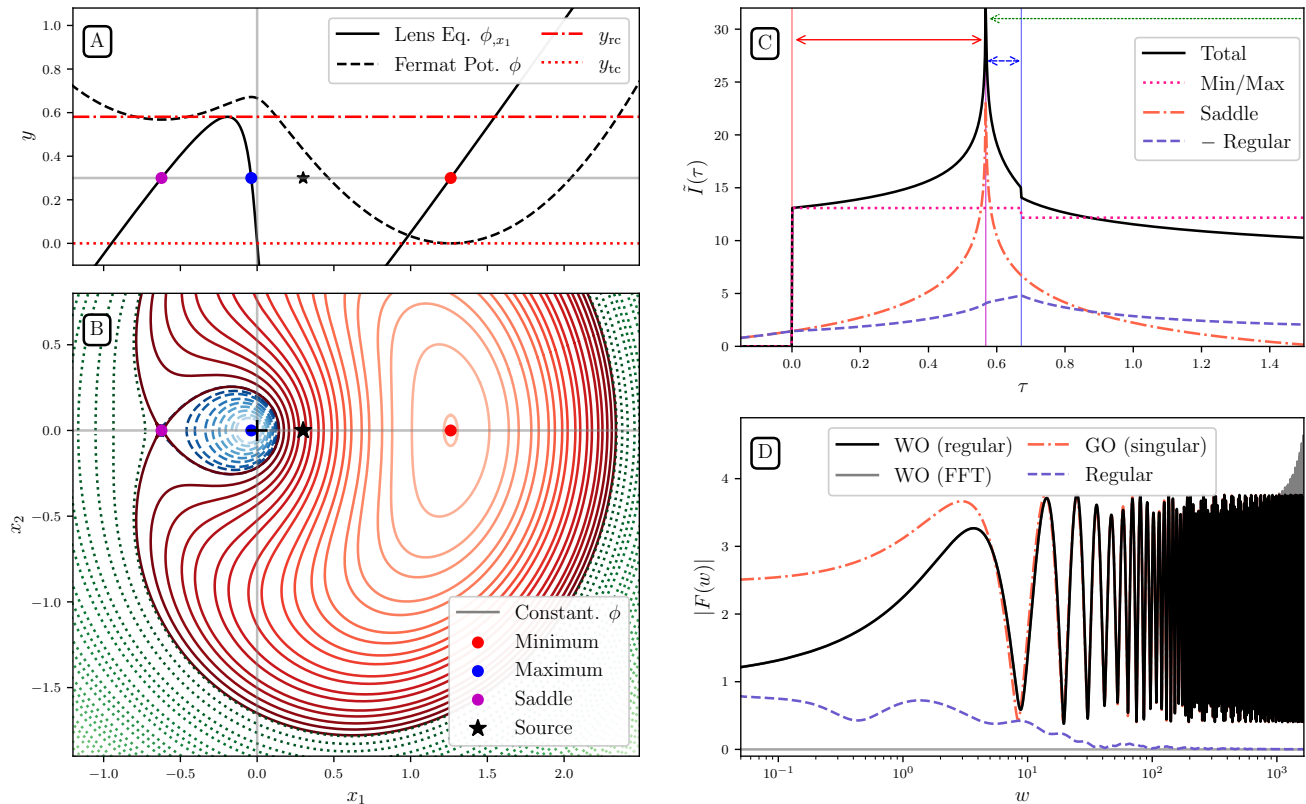 A
Lens Eq. ϕ,x₁
Fermat Pot. ϕ
y_rc
y_tc
1.0
0.8
0.6
0.4
0.2
0.0
y
B
0.5
0.0
−0.5
−1.0
−1.5
x₂
Constant. ϕ
Minimum
Maximum
Saddle
Source
−1.0
−0.5
0.0
0.5
1.0
1.5
2.0
x₁
C
Total
Min/Max
Saddle
− Regular
30
25
20
15
10
5
0
Ĩ(τ)
0.0
0.2
0.4
0.6
0.8
1.0
1.2
1.4
τ
D
WO (regular)
WO (FFT)
GO (singular)
Regular
4
3
2
1
0
|F(w)|
10⁻¹
10⁰
10¹
10²
10³
w